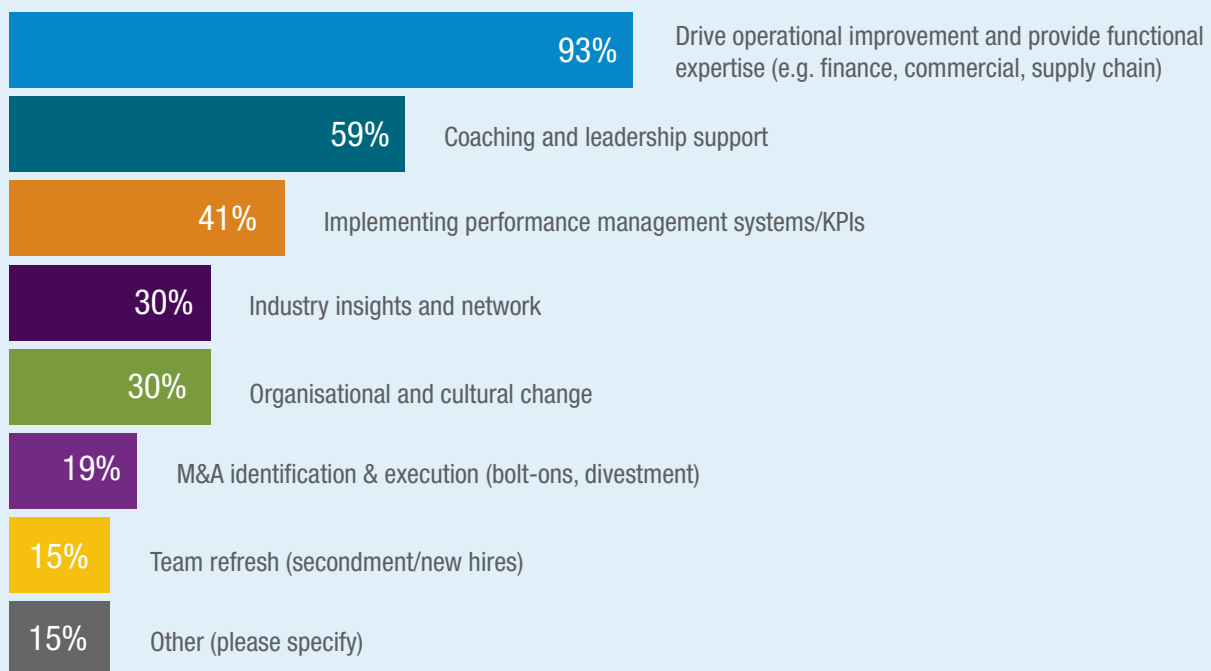 93%
Drive operational improvement and provide functional
expertise (e.g. finance, commercial, supply chain)
59%
Coaching and leadership support
41%
Implementing performance management systems/KPIs
30%
Industry insights and network
30%
Organisational and cultural change
19%
M&A identification & execution (bolt-ons, divestment)
15%
Team refresh (secondment/new hires)
15%
Other (please specify)